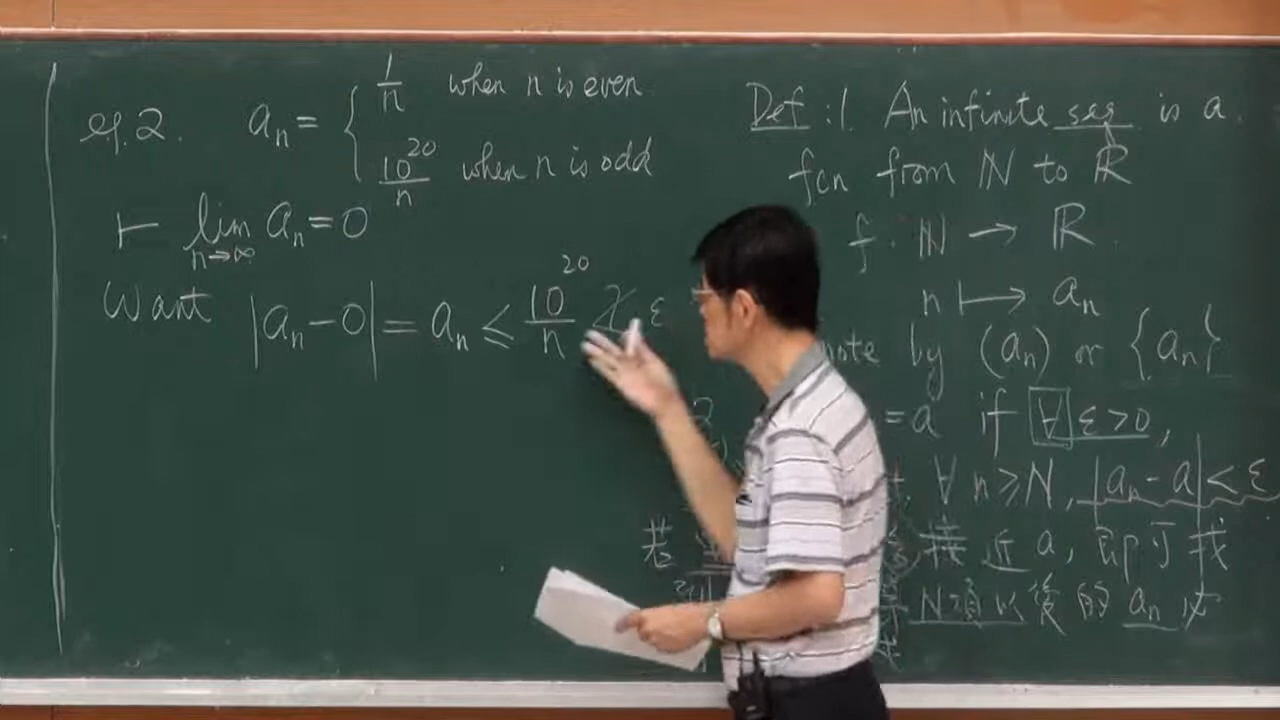 eg.2. aₙ = { 1/n when n is even
10²⁰/n when n is odd
⊢ lim n→∞ aₙ = 0
Want |aₙ - 0| = aₙ ≤ 10²⁰/n < ε
Def : 1. An infinite seq is a
fcn from ℕ to ℝ
f : ℕ → ℝ
n ↦ aₙ
by (aₙ) or {aₙ}
= a if ∀ ε > 0,
∀ n ≥ N, |aₙ - a| < ε
若 接近 a, 即可找
N項以後的 aₙ